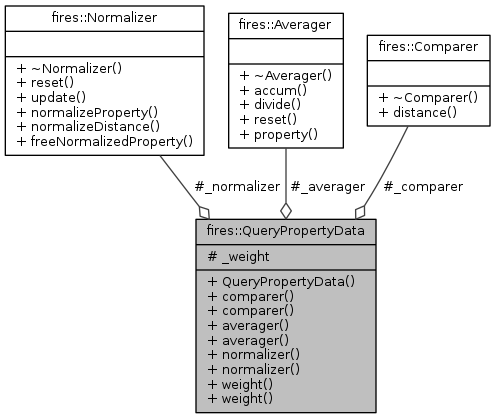 fires::Normalizer
+ ~Normalizer()
+ reset()
+ update()
+ normalizeProperty()
+ normalizeDistance()
+ freeNormalizedProperty()
fires::Averager
+ ~Averager()
+ accum()
+ divide()
+ reset()
+ property()
fires::Comparer
+ ~Comparer()
+ distance()
#_normalizer
#_averager
#_comparer
fires::QueryPropertyData
# _weight
+ QueryPropertyData()
+ comparer()
+ comparer()
+ averager()
+ averager()
+ normalizer()
+ normalizer()
+ weight()
+ weight()